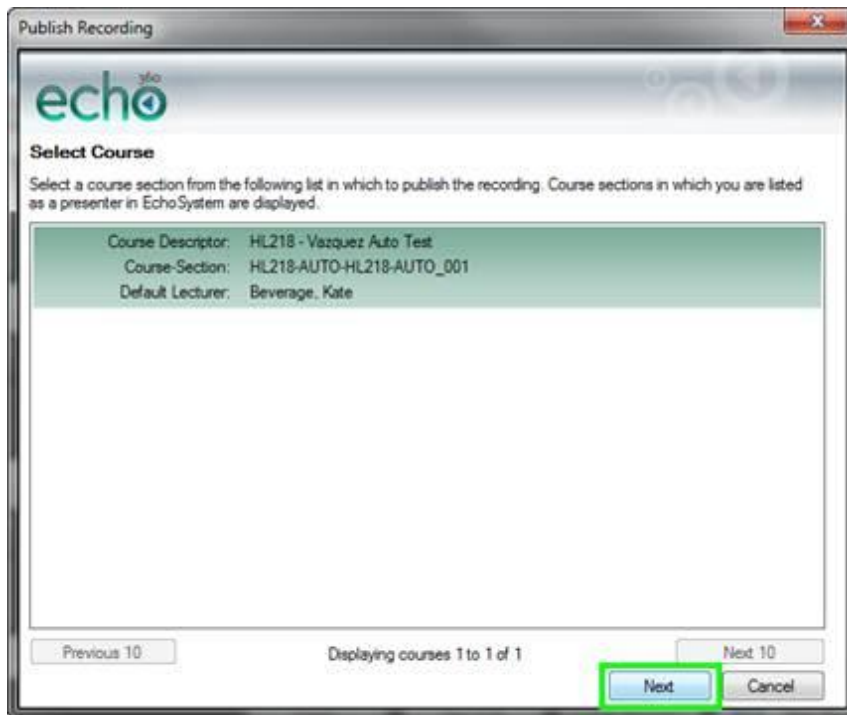 Publish Recording
echo
360
Select Course
Select a course section from the following list in which to publish the recording. Course sections in which you are listed
as a presenter in EchoSystem are displayed.
Course Descriptor: HL218 - Vazquez Auto Test
Course-Section: HL218-AUTO-HL218-AUTO_001
Default Lecturer: Beverage, Kate
Previous 10 Displaying courses 1 to 1 of 1 Next 10
Next Cancel